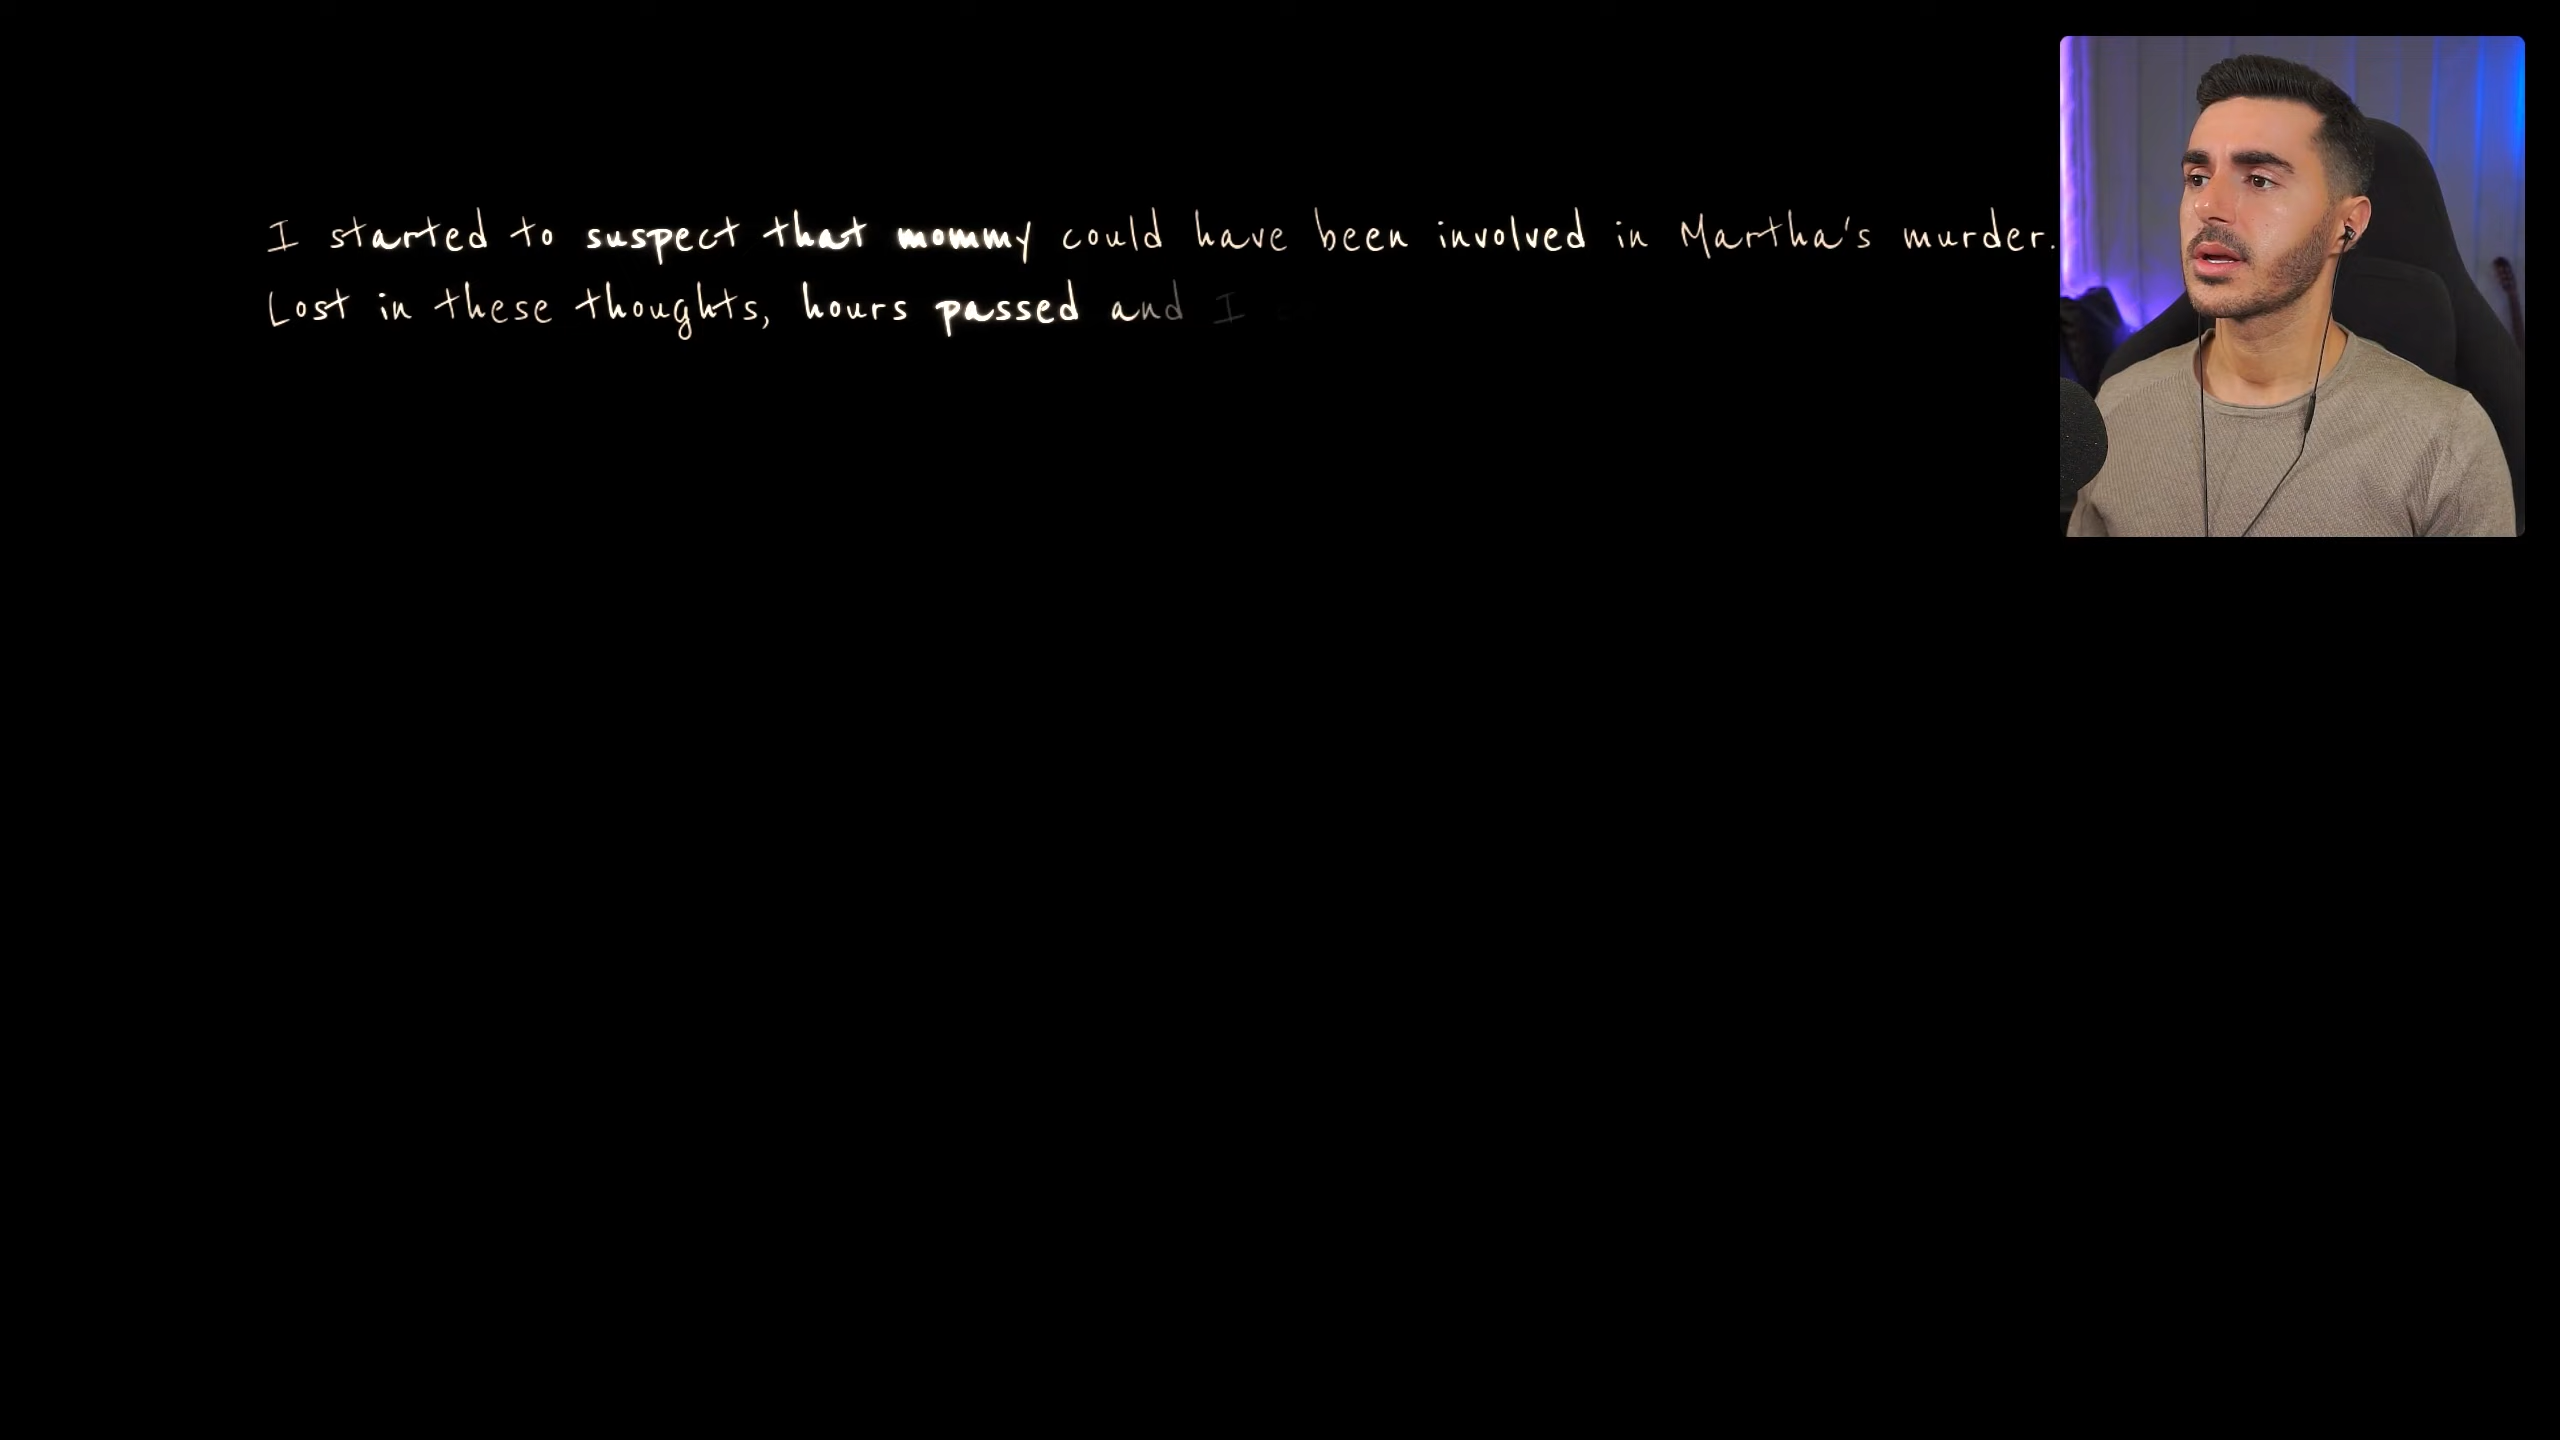 I started to suspect that mommy could have been involved in Martha's murder.
Lost in these thoughts, hours passed and I